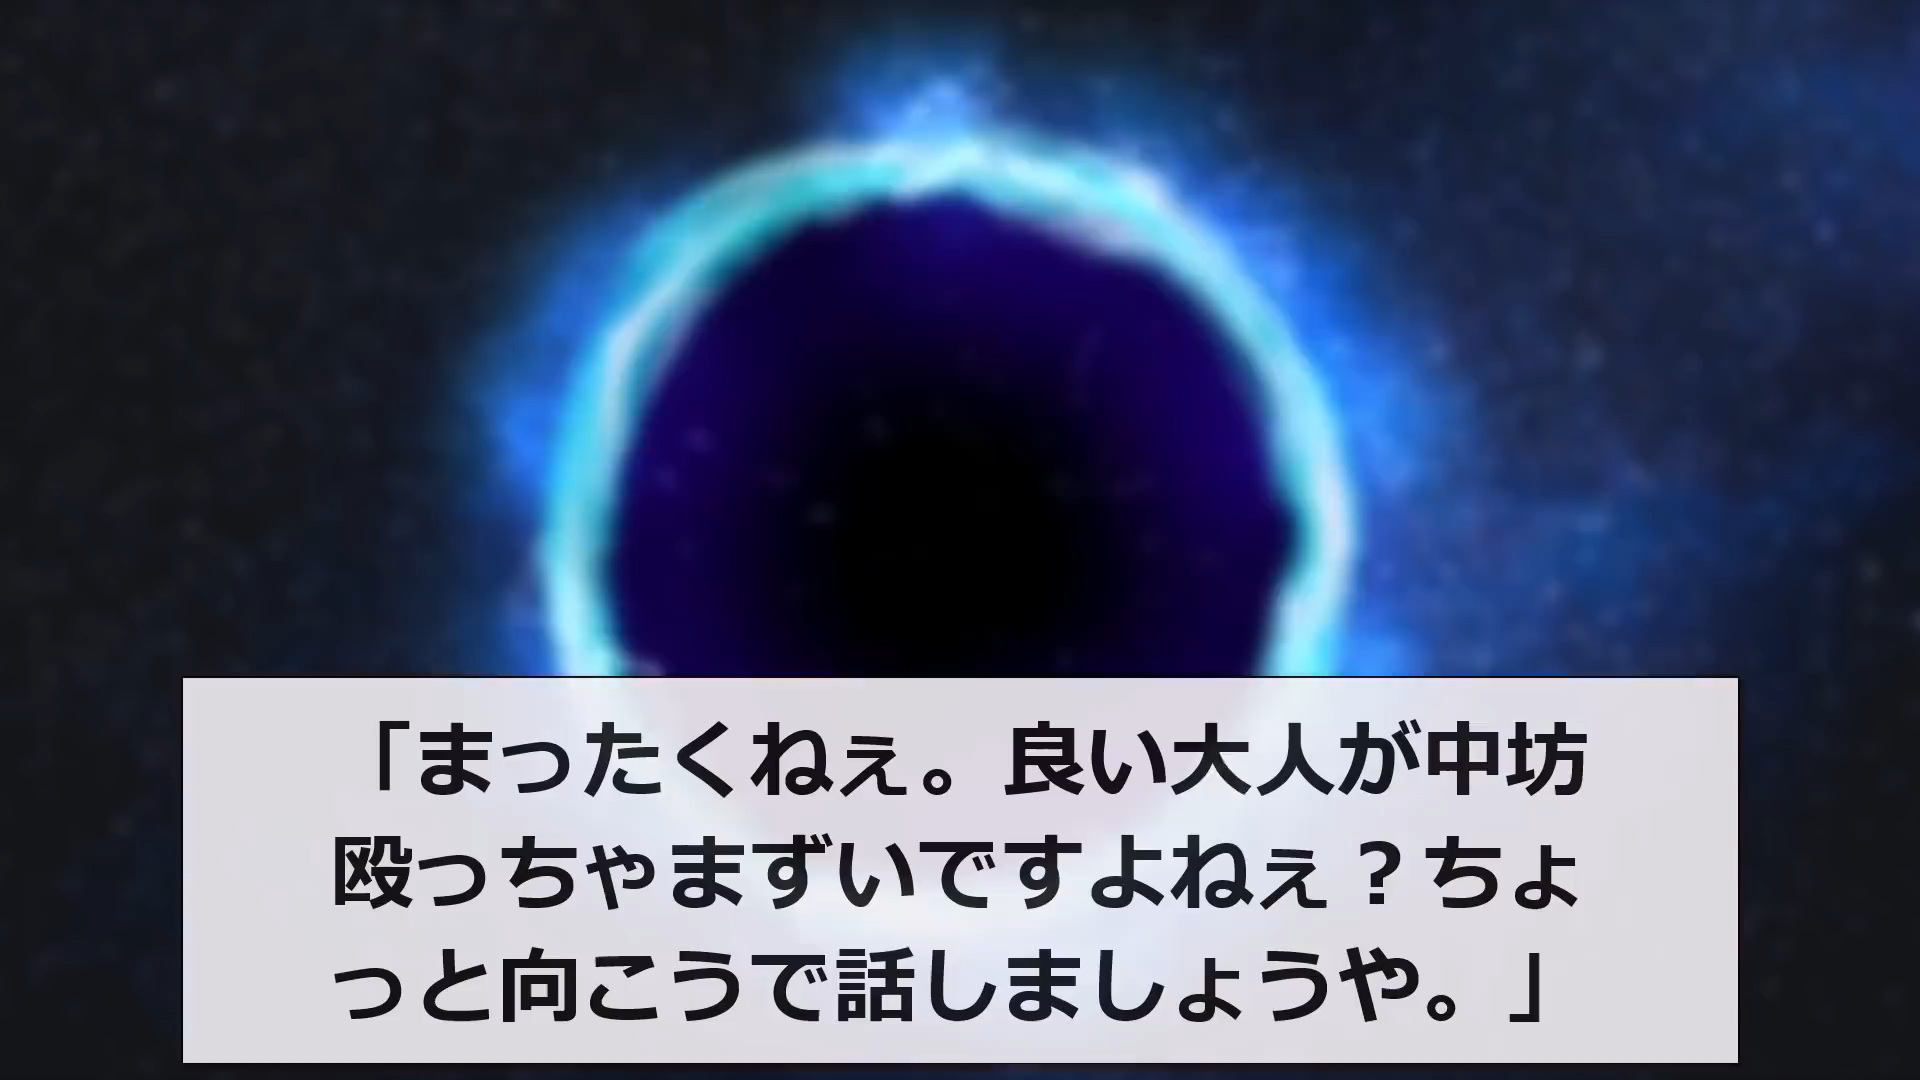 「まったくねぇ。良い大人が中坊
殴っちゃまずいですよねぇ？ちょ
っと向こうで話しましょうや。」